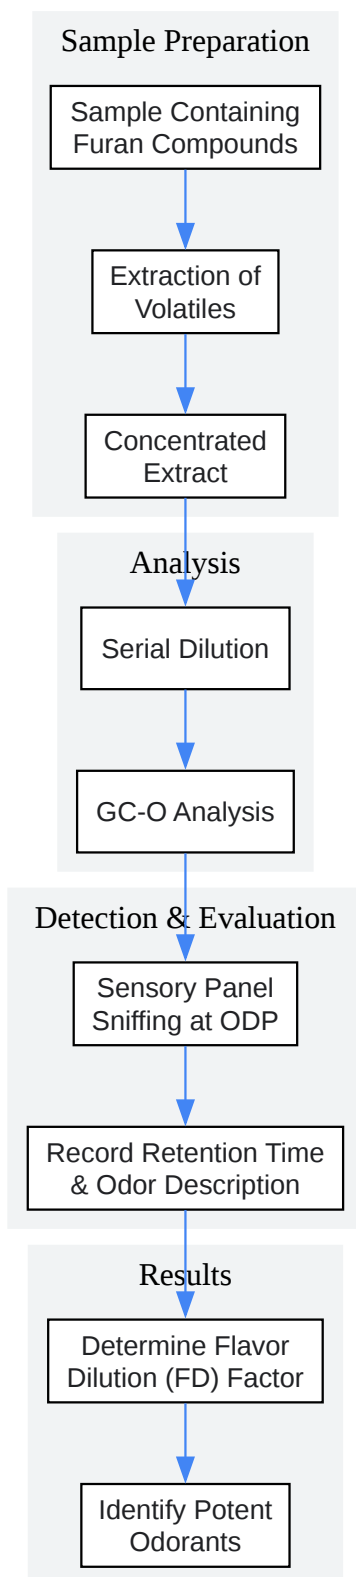 Sample Preparation
Sample Containing
Furan Compounds
Extraction of
Volatiles
Concentrated
Extract
Analysis
Serial Dilution
GC-O Analysis
Detection & Evaluation
Sensory Panel
Sniffing at ODP
Record Retention Time
& Odor Description
Results
Determine Flavor
Dilution (FD) Factor
Identify Potent
Odorants